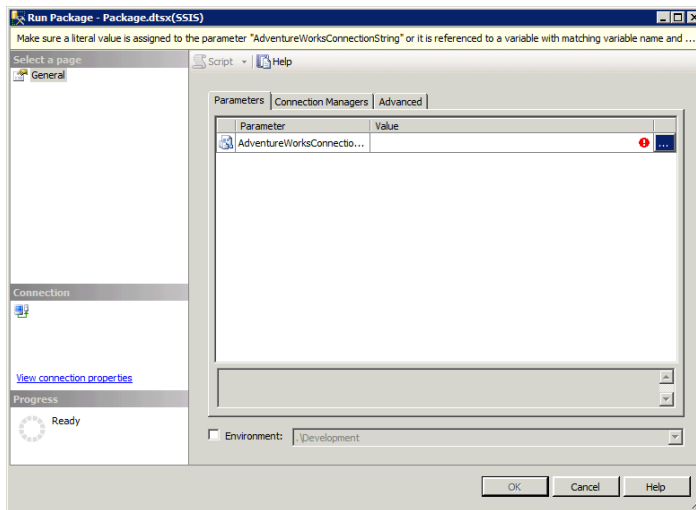 Run Package - Package.dtsx(SSIS)
Make sure a literal value is assigned to the parameter "AdventureWorksConnectionString" or it is referenced to a variable with matching variable name and ...
Select a page
General
Script
Help
Parameters
Connection Managers
Advanced
Parameter
Value
AdventureWorksConnectio...
...
Connection
View connection properties
Progress
Ready
Environment:
.\Development
OK
Cancel
Help